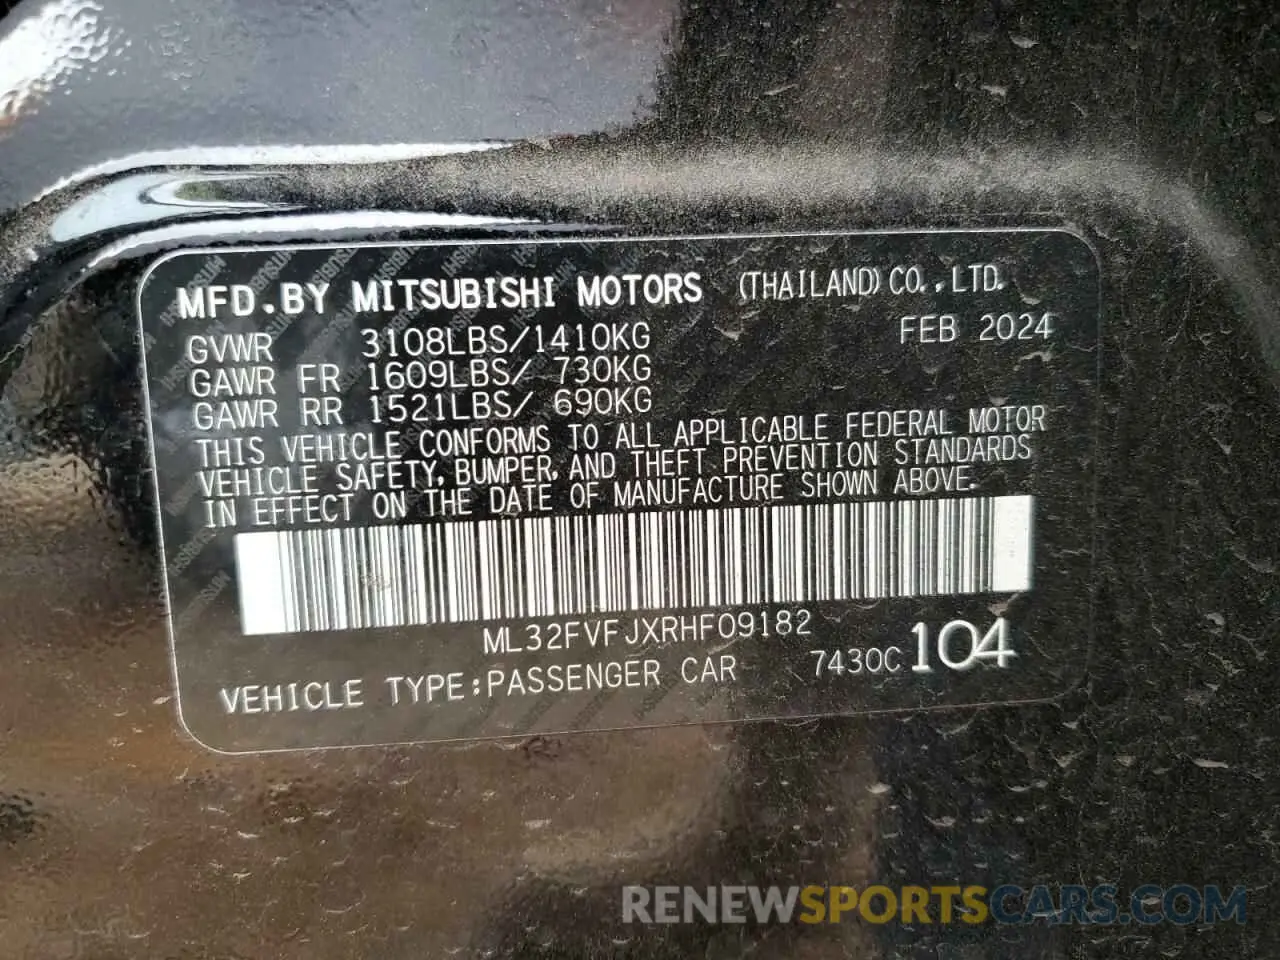 MFD.BY MITSUBISHI MOTORS (THAILAND) CO.,LTD.
FEB 2024
GVWR 3108LBS/1410KG
GAWR FR 1609LBS/ 730KG
GAWR RR 1521LBS/ 690KG
THIS VEHICLE CONFORMS TO ALL APPLICABLE FEDERAL MOTOR
VEHICLE SAFETY, BUMPER, AND THEFT PREVENTION STANDARDS
IN EFFECT ON THE DATE OF MANUFACTURE SHOWN ABOVE.
ML32FVFJXRHF09182
VEHICLE TYPE:PASSENGER CAR 7430C 104
RENEWSPORTSCARS.COM